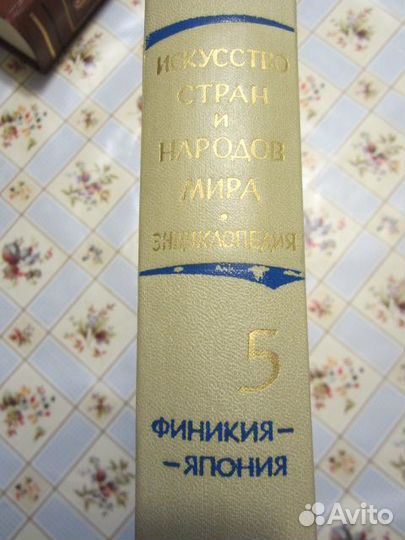 ИСКУССТВО
СТРАН
И
НАРОДОВ
МИРА
•
ЭНЦИКЛОПЕДИЯ
5
ФИНИКИЯ–
–ЯПОНИЯ
Avito